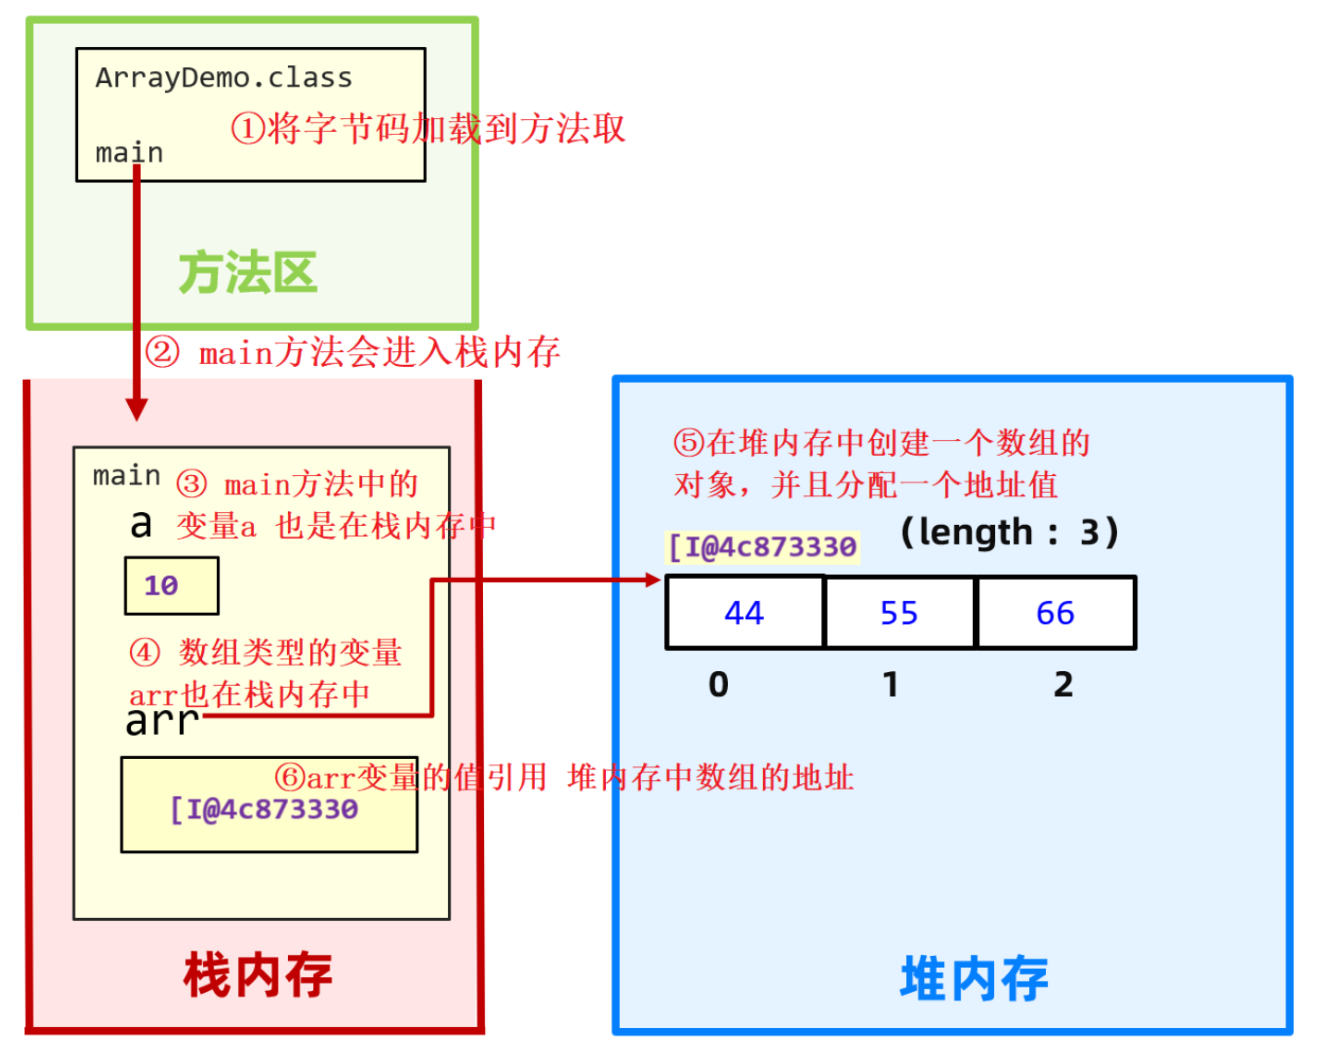 ArrayDemo.class
①将字节码加载到方法取
main
方法区
② main方法会进入栈内存
main
③ main方法中的
变量a 也是在栈内存中
a
10
④ 数组类型的变量
arr也在栈内存中
arr
⑥arr变量的值引用 堆内存中数组的地址
[I@4c873330
栈内存
⑤在堆内存中创建一个数组的
对象，并且分配一个地址值
(length : 3)
[I@4c873330
44 55 66
0 1 2
堆内存